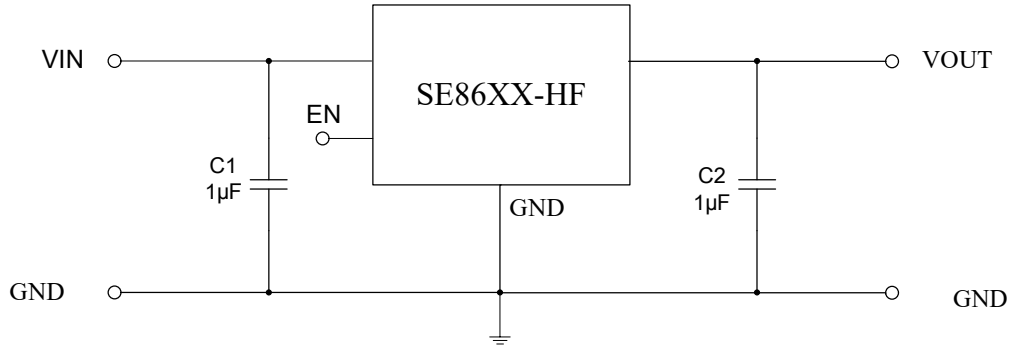 VIN
VOUT
SE86XX-HF
EN
C1
1µF
C2
1µF
GND
GND
GND